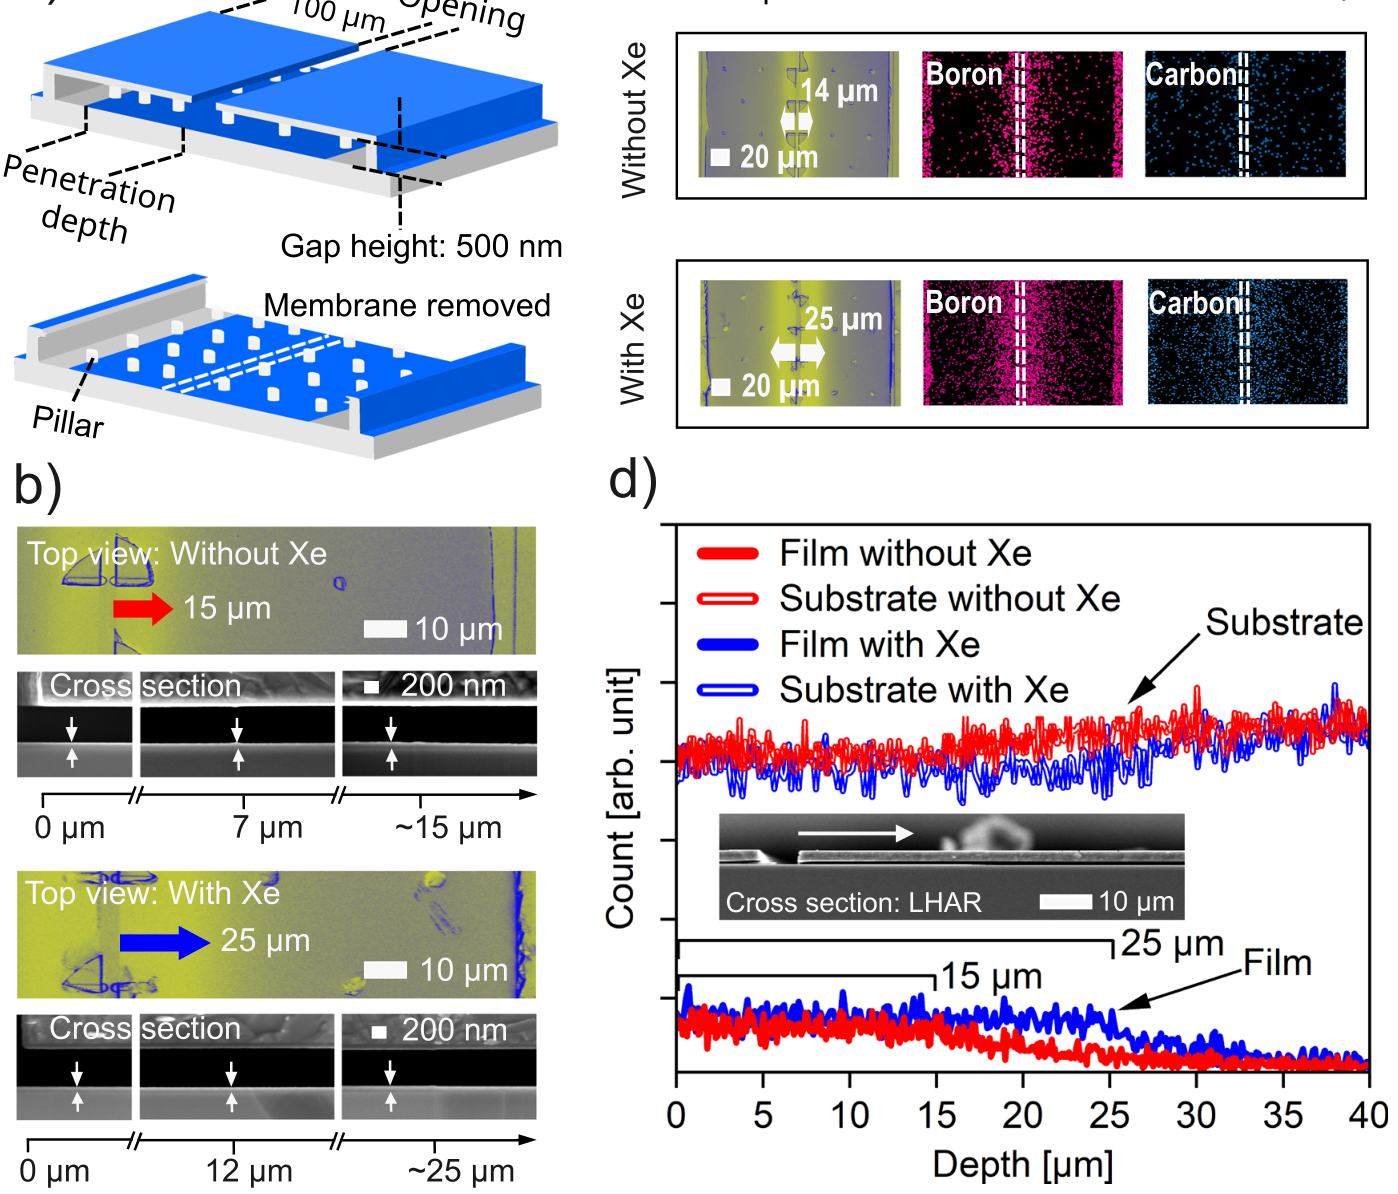 100 µm
Opening
Penetration
depth
Gap height: 500 nm
Membrane removed
Pillar
Without Xe
14 µm
20 µm
Boron
Carbon
With Xe
25 µm
20 µm
Boron
Carbon
b)
Top view: Without Xe
15 µm
10 µm
Cross section
200 nm
0 µm
7 µm
~15 µm
Top view: With Xe
25 µm
10 µm
Cross section
200 nm
0 µm
12 µm
~25 µm
d)
Film without Xe
Substrate without Xe
Film with Xe
Substrate with Xe
Substrate
Count [arb. unit]
Cross section: LHAR
10 µm
25 µm
15 µm
Film
0 5 10 15 20 25 30 35 40
Depth [µm]